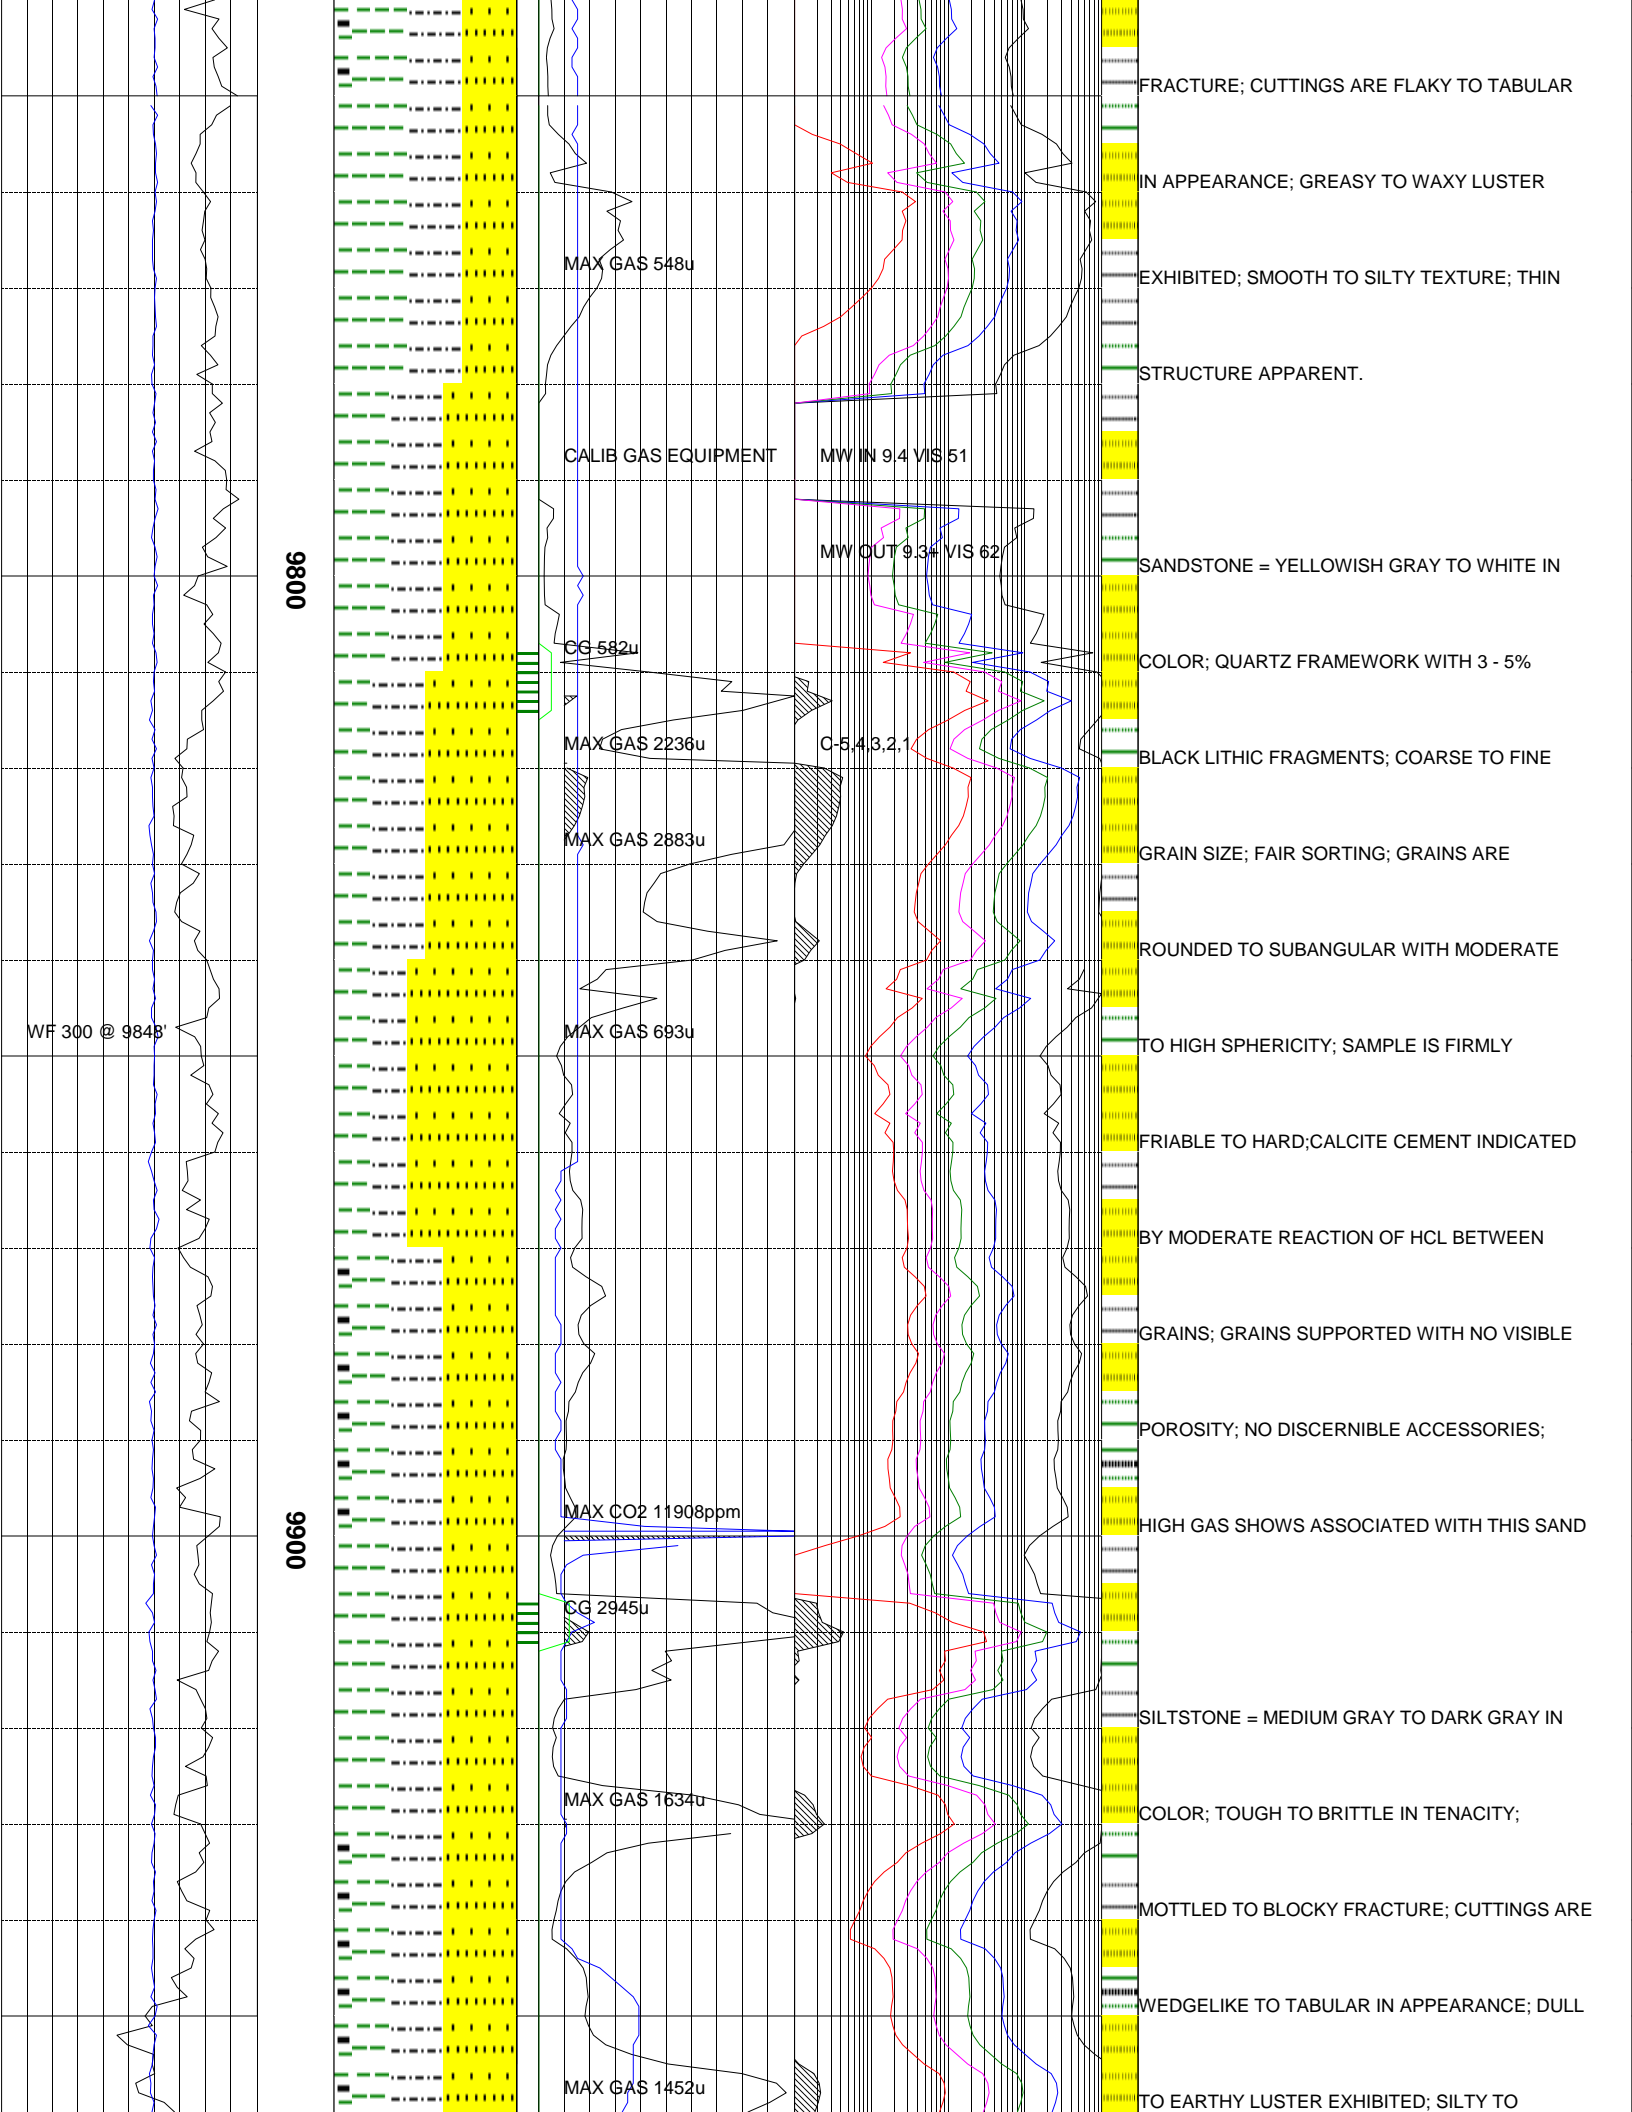 FRACTURE; CUTTINGS ARE FLAKY TO TABULAR
IN APPEARANCE; GREASY TO WAXY LUSTER
MAX GAS 548u
EXHIBITED; SMOOTH TO SILTY TEXTURE; THIN
STRUCTURE APPARENT.
CALIB GAS EQUIPMENT
MW IN 9.4 VIS 51
MW OUT 9.3+ VIS 62
9800
SANDSTONE = YELLOWISH GRAY TO WHITE IN
CG 582u
COLOR; QUARTZ FRAMEWORK WITH 3 - 5%
MAX GAS 2236u
C-5,4,3,2,1
BLACK LITHIC FRAGMENTS; COARSE TO FINE
MAX GAS 2883u
GRAIN SIZE; FAIR SORTING; GRAINS ARE
ROUNDED TO SUBANGULAR WITH MODERATE
WF 300 @ 9848'
MAX GAS 693u
TO HIGH SPHERICITY; SAMPLE IS FIRMLY
FRIABLE TO HARD;CALCITE CEMENT INDICATED
BY MODERATE REACTION OF HCL BETWEEN
GRAINS; GRAINS SUPPORTED WITH NO VISIBLE
POROSITY; NO DISCERNIBLE ACCESSORIES;
MAX CO2 11908ppm
HIGH GAS SHOWS ASSOCIATED WITH THIS SAND
9900
CG 2945u
SILTSTONE = MEDIUM GRAY TO DARK GRAY IN
MAX GAS 1634u
COLOR; TOUGH TO BRITTLE IN TENACITY;
MOTTLED TO BLOCKY FRACTURE; CUTTINGS ARE
WEDGELIKE TO TABULAR IN APPEARANCE; DULL
MAX GAS 1452u
TO EARTHY LUSTER EXHIBITED; SILTY TO